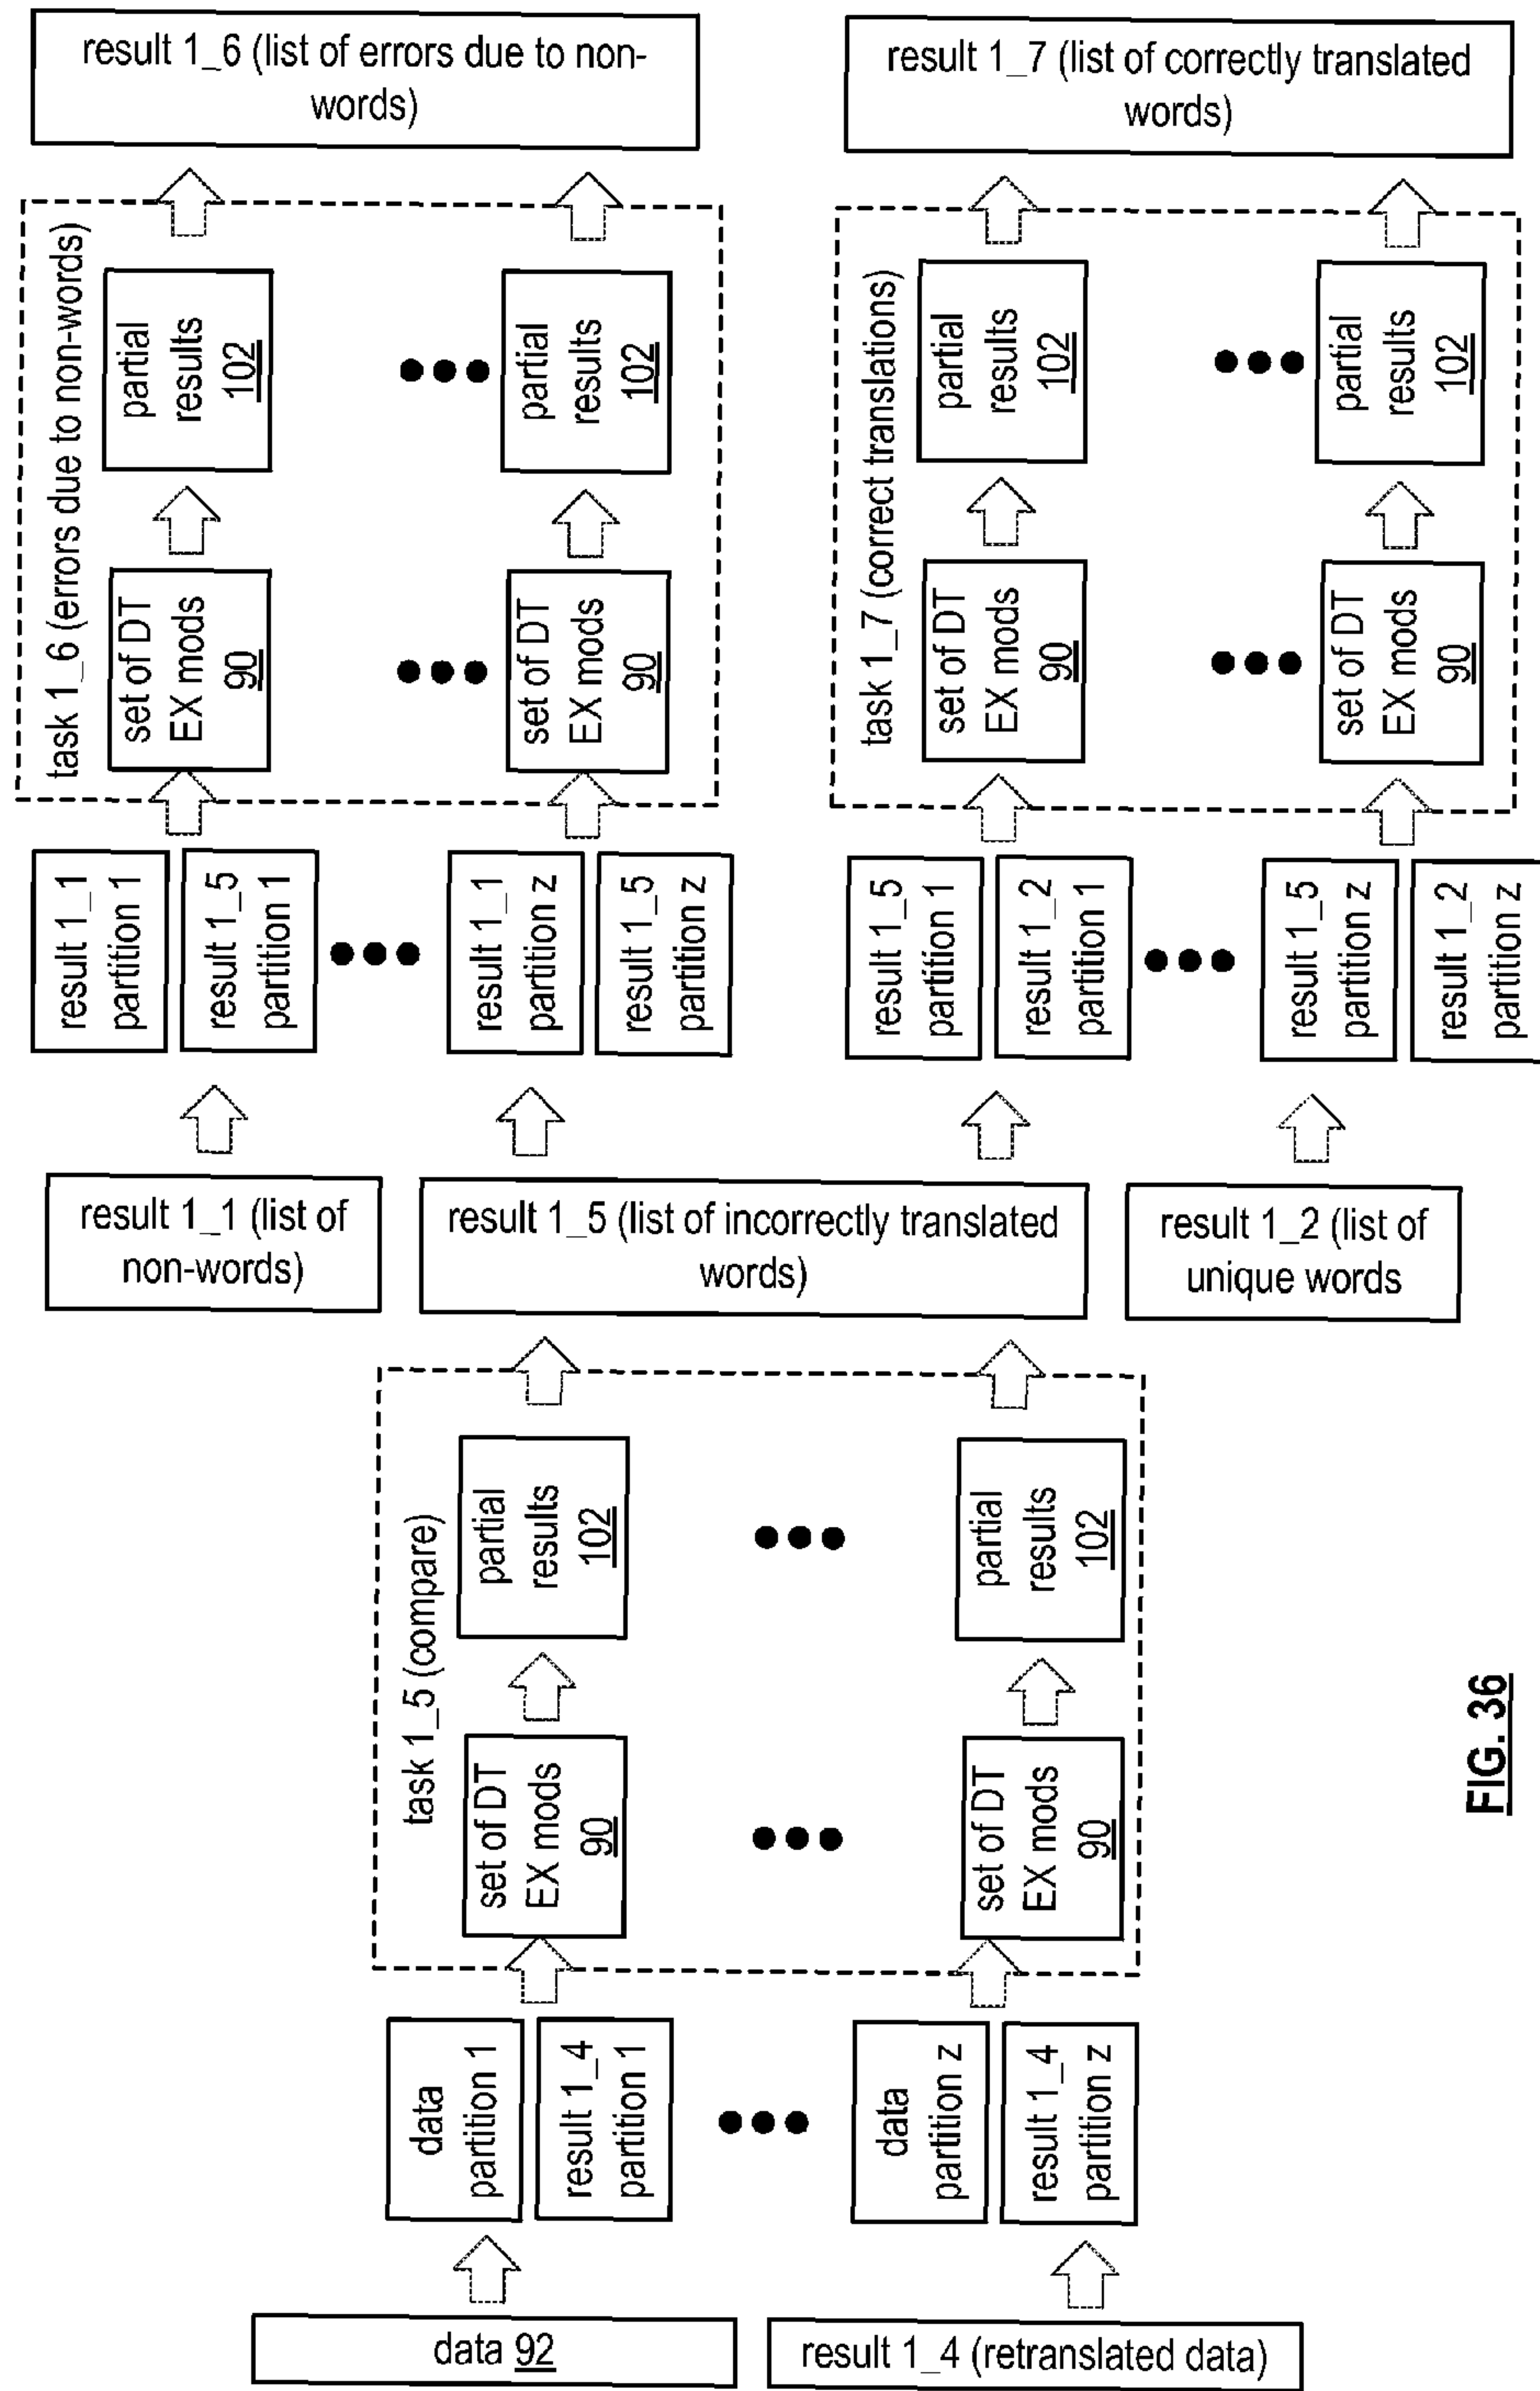 data 92
result 1_4 (retranslated data)
data
partition 1
result 1_4
partition 1
data
partition z
result 1_4
partition z
task 1_5 (compare)
set of DT
EX mods
90
partial
results
102
set of DT
EX mods
90
partial
results
102
result 1_1 (list of
non-words)
result 1_5 (list of incorrectly translated
words)
result 1_2 (list of
unique words
result 1_1
partition 1
result 1_5
partition 1
result 1_1
partition z
result 1_5
partition z
task 1_6 (errors due to non-words)
set of DT
EX mods
90
partial
results
102
set of DT
EX mods
90
partial
results
102
result 1_6 (list of errors due to non-
words)
result 1_5
partition 1
result 1_2
partition 1
result 1_5
partition z
result 1_2
partition z
task 1_7 (correct translations)
set of DT
EX mods
90
partial
results
102
set of DT
EX mods
90
partial
results
102
result 1_7 (list of correctly translated
words)
FIG. 36